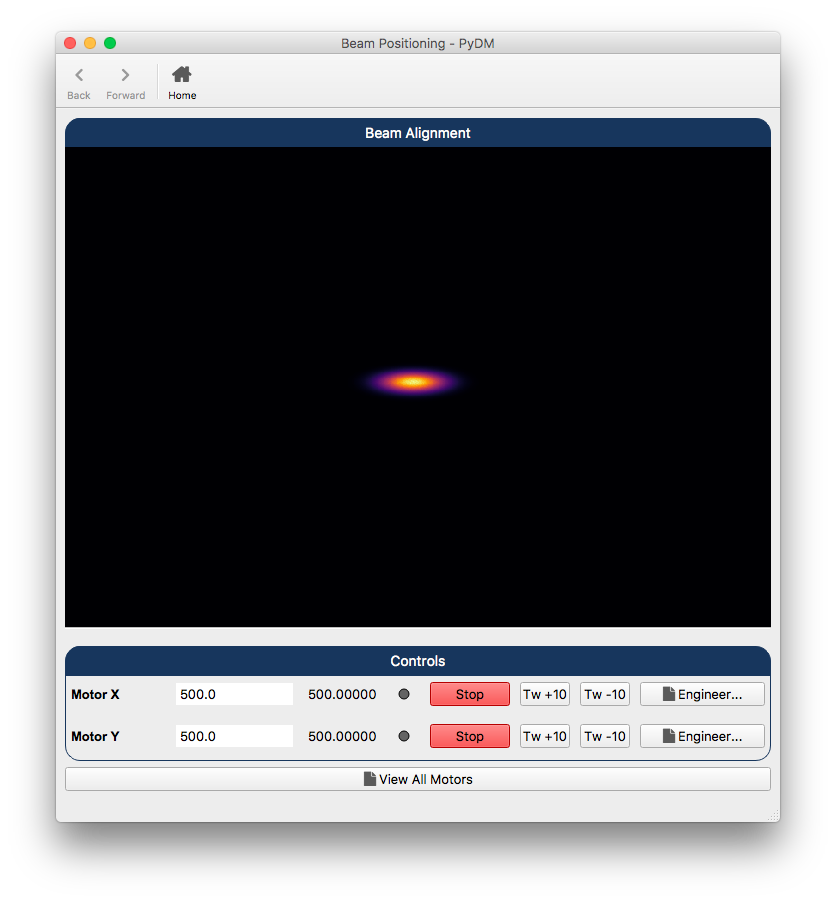 Beam Positioning - PyDM
Back Forward Home
Beam Alignment
Controls
Motor X 500.0 500.00000 Stop Tw +10 Tw -10 Engineer...
Motor Y 500.0 500.00000 Stop Tw +10 Tw -10 Engineer...
View All Motors